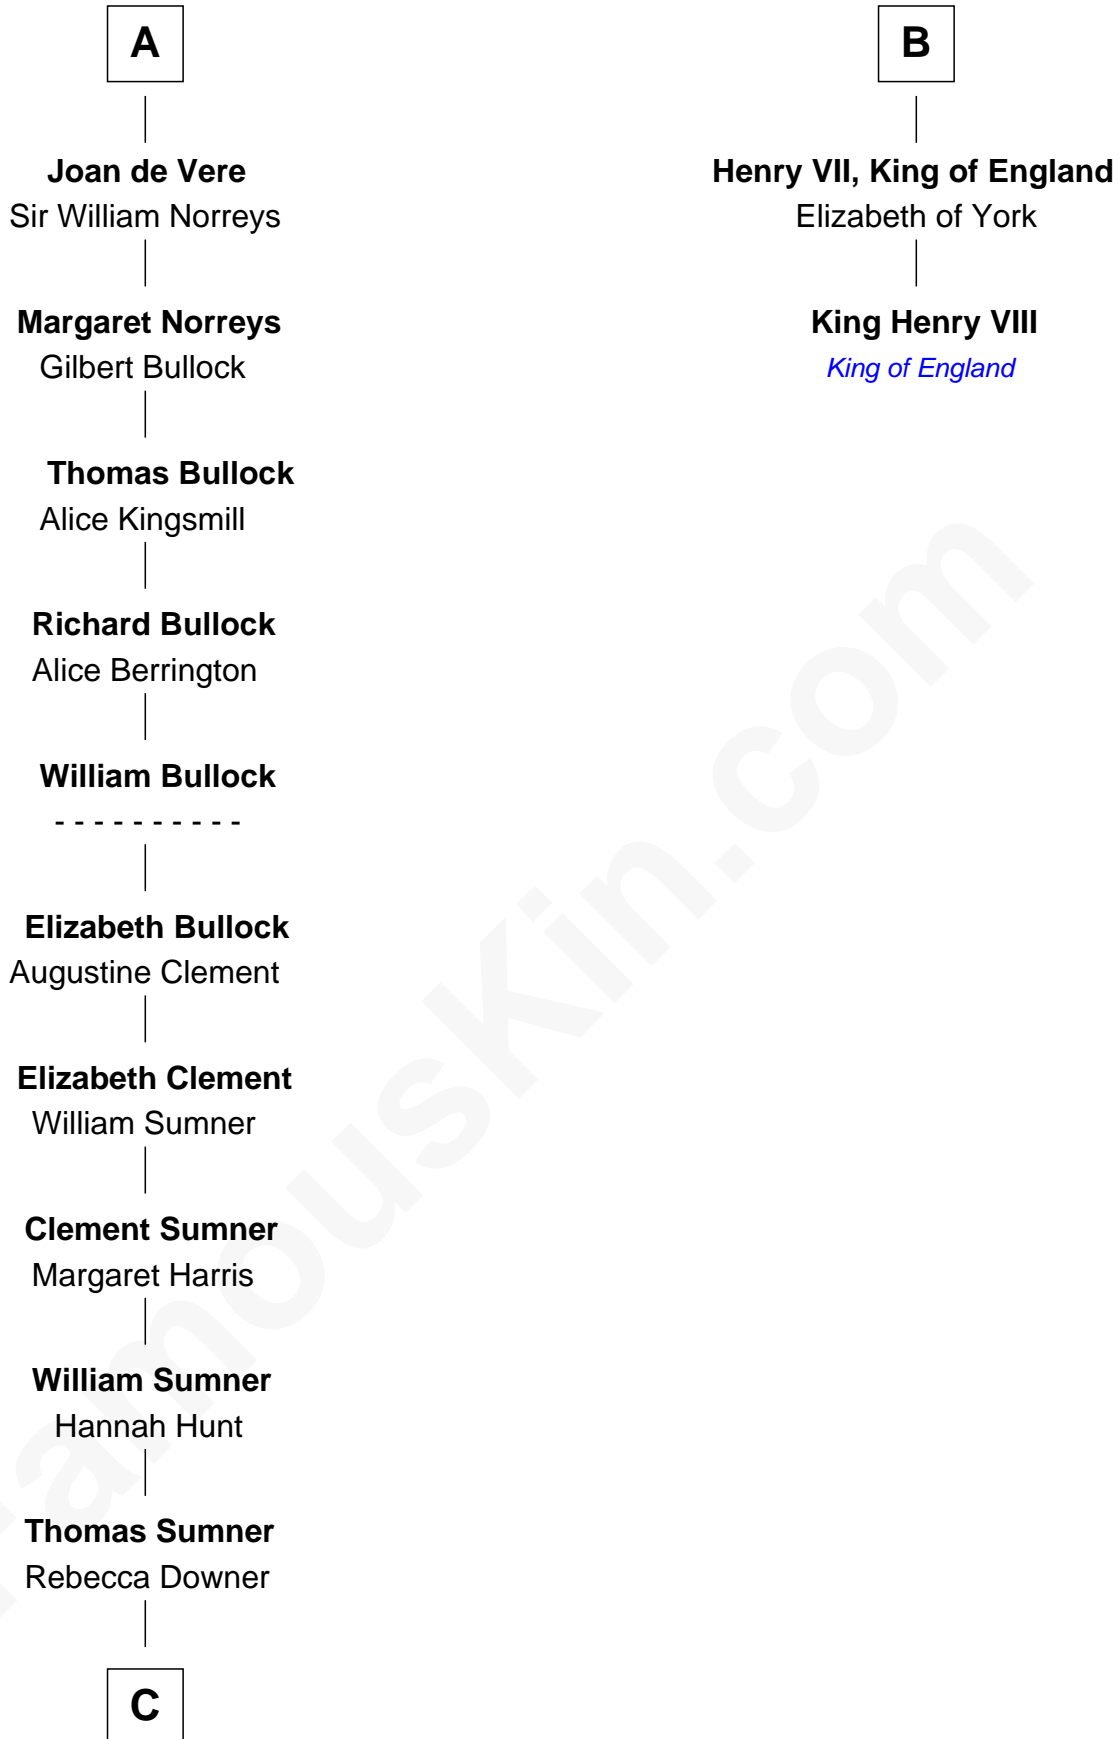 A
Joan de Vere
Sir William Norreys
Margaret Norreys
Gilbert Bullock
Thomas Bullock
Alice Kingsmill
Richard Bullock
Alice Berrington
William Bullock
- - - - - - - - - -
Elizabeth Bullock
Augustine Clement
Elizabeth Clement
William Sumner
Clement Sumner
Margaret Harris
William Sumner
Hannah Hunt
Thomas Sumner
Rebecca Downer
C
B
Henry VII, King of England
Elizabeth of York
King Henry VIII
King of England
FamousKin.com